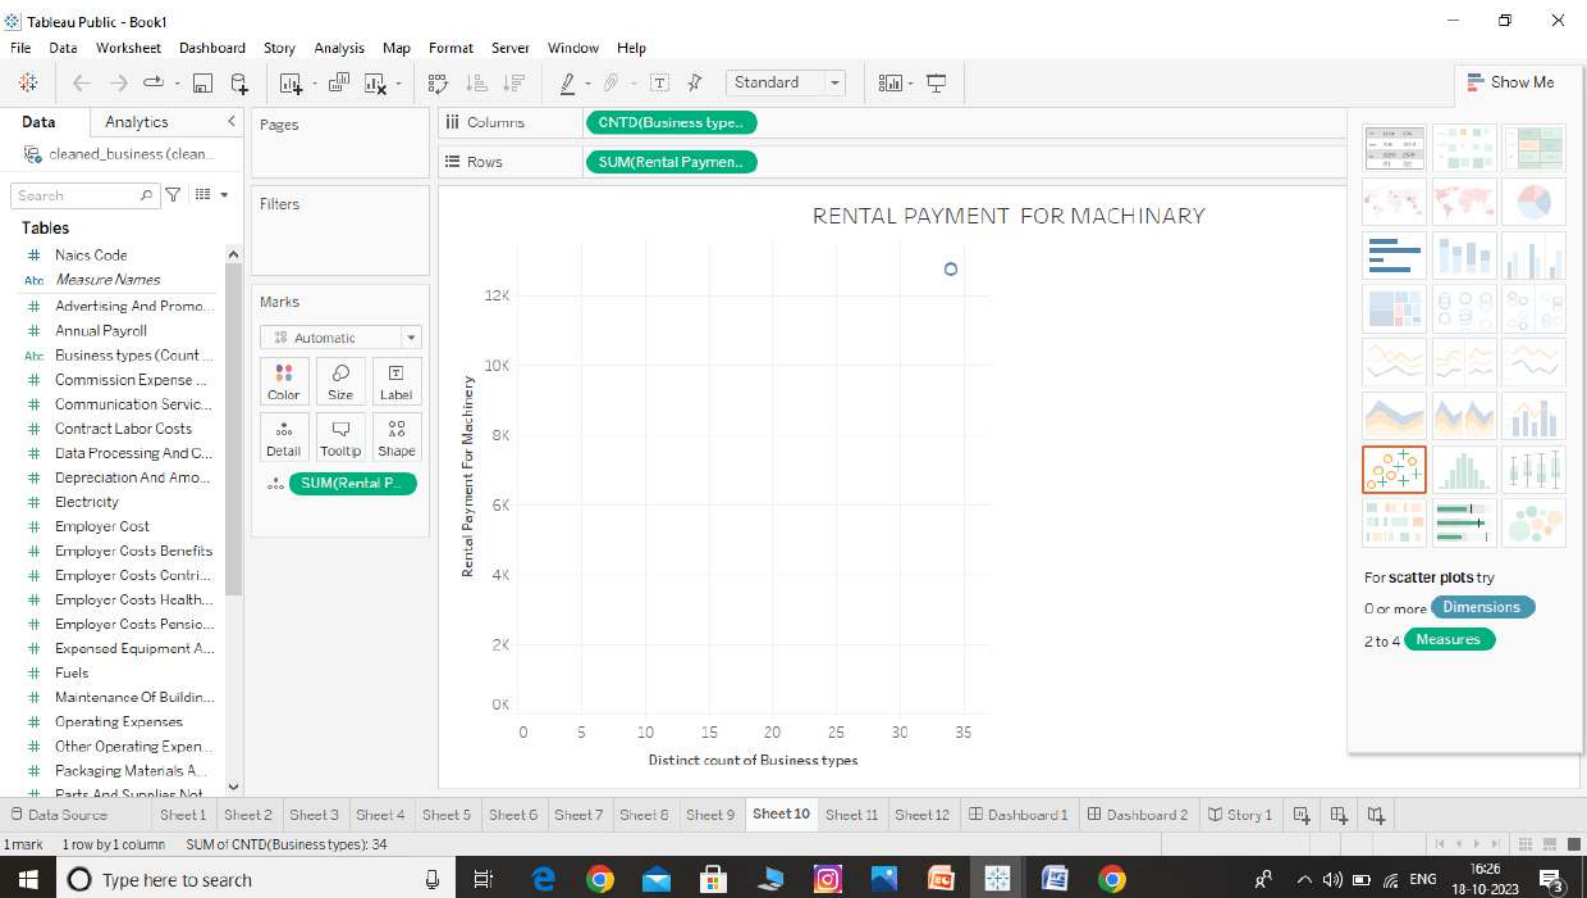 Tableau Public - Book1
File Data Worksheet Dashboard Story Analysis Map Format Server Window Help
Standard
Show Me
Data Analytics
Pages
Columns CNTD(Business type..
cleaned_business (clean...
Rows SUM(Rental Paymen..
Search
Filters
RENTAL PAYMENT FOR MACHINARY
Tables
# Naics Code
Abc Measure Names
# Advertising And Promo...
# Annual Payroll
Abc Business types (Count ...
# Commission Expense ...
# Communication Servic...
# Contract Labor Costs
# Data Processing And C...
# Depreciation And Amo...
# Electricity
# Employer Cost
# Employer Costs Benefits
# Employer Costs Contri...
# Employer Costs Health...
# Employer Costs Pensio...
# Expensed Equipment A...
# Fuels
# Maintenance Of Buildin...
# Operating Expenses
# Other Operating Expen...
# Packaging Materials A...
# Parts And Supplies Not
Marks
Automatic
Color Size Label
Detail Tooltip Shape
SUM(Rental P..
Rental Payment For Machinery
12K
10K
8K
6K
4K
2K
0K
0 5 10 15 20 25 30 35
Distinct count of Business types
For scatter plots try
0 or more Dimensions
2 to 4 Measures
Data Source Sheet 1 Sheet 2 Sheet 3 Sheet 4 Sheet 5 Sheet 6 Sheet 7 Sheet 8 Sheet 9 Sheet 10 Sheet 11 Sheet 12 Dashboard 1 Dashboard 2 Story 1
1 mark 1 row by 1 column SUM of CNTD(Business types): 34
Type here to search
ENG
16:26
18-10-2023
3